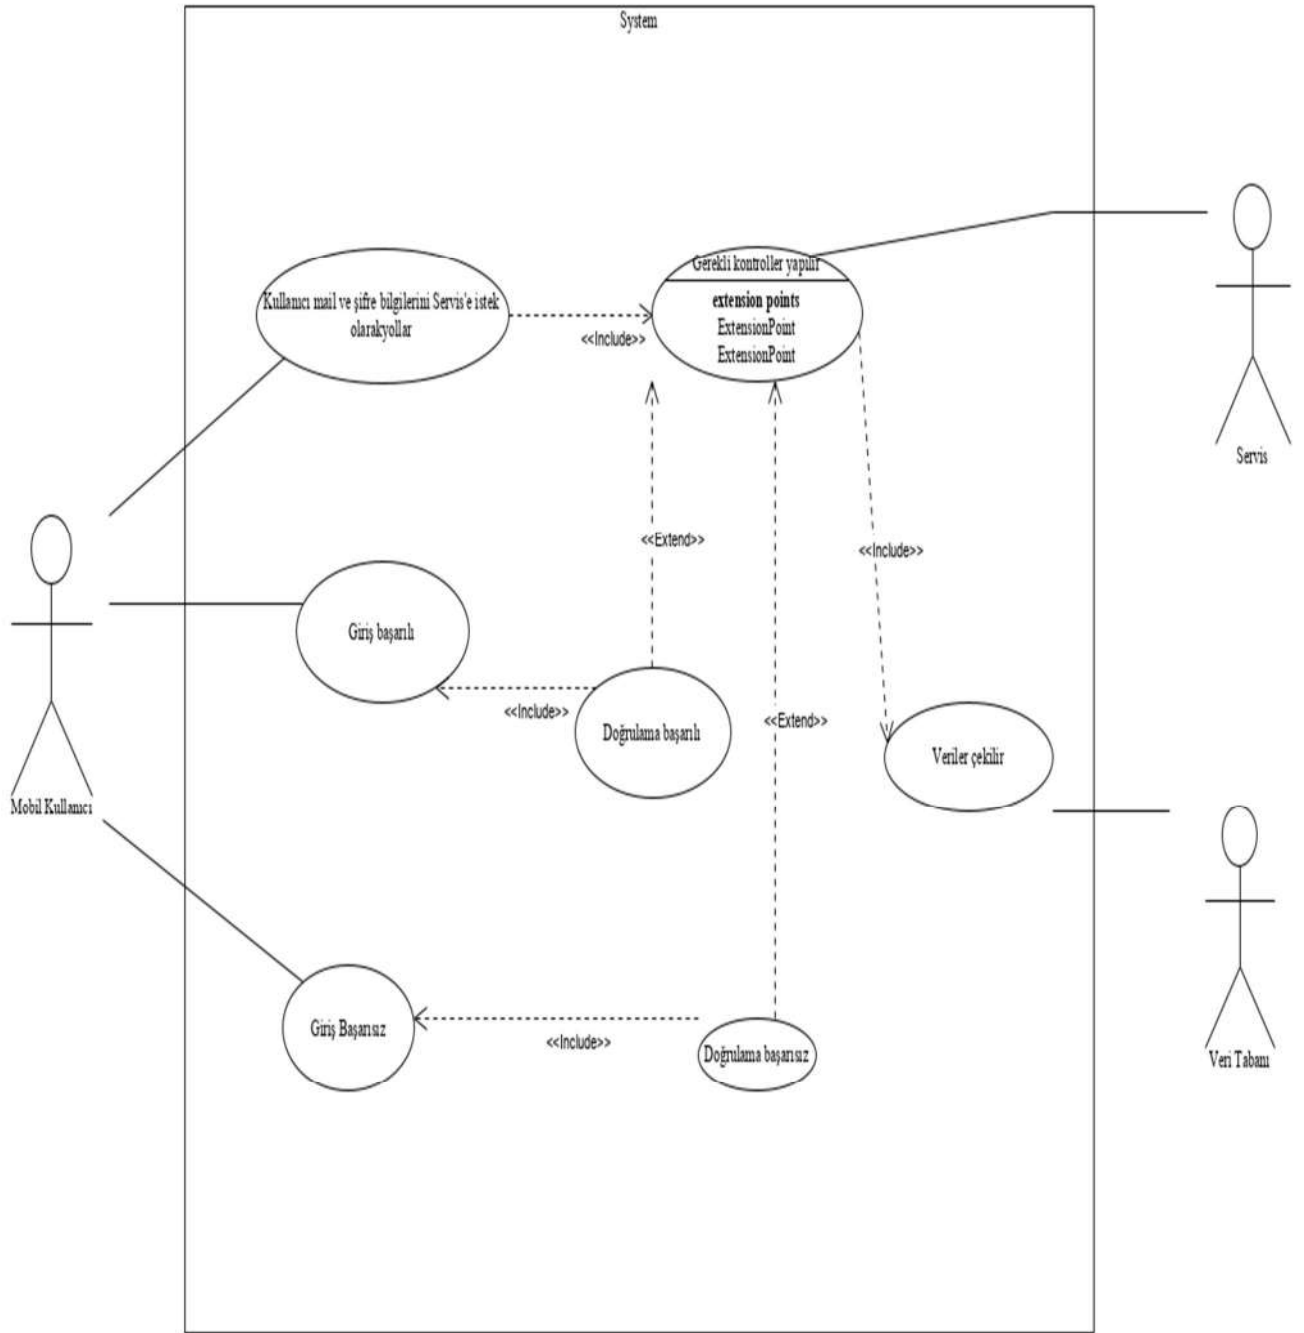 System
Gerekli kontroller yapılır
Kullanıcı mail ve şifre bilgilerini Servis'e istek
olarakyollar
extension points
ExtensionPoint
ExtensionPoint
<<Include>>
Servis
<<Extend>>
<<Include>>
Giriş başarılı
<<Include>>
Doğrulama başarılı
<<Extend>>
Veriler çekilir
Mobil Kullanıcı
Giriş Başarısız
<<Include>>
Doğrulama başarısız
Veri Tabanı